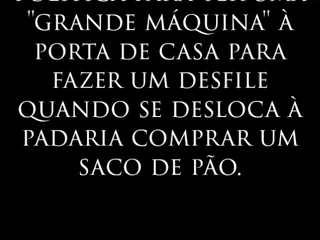 "GRANDE MÁQUINA" À
PORTA DE CASA PARA
FAZER UM DESFILE
QUANDO SE DESLOCA À
PADARIA COMPRAR UM
SACO DE PÃO.